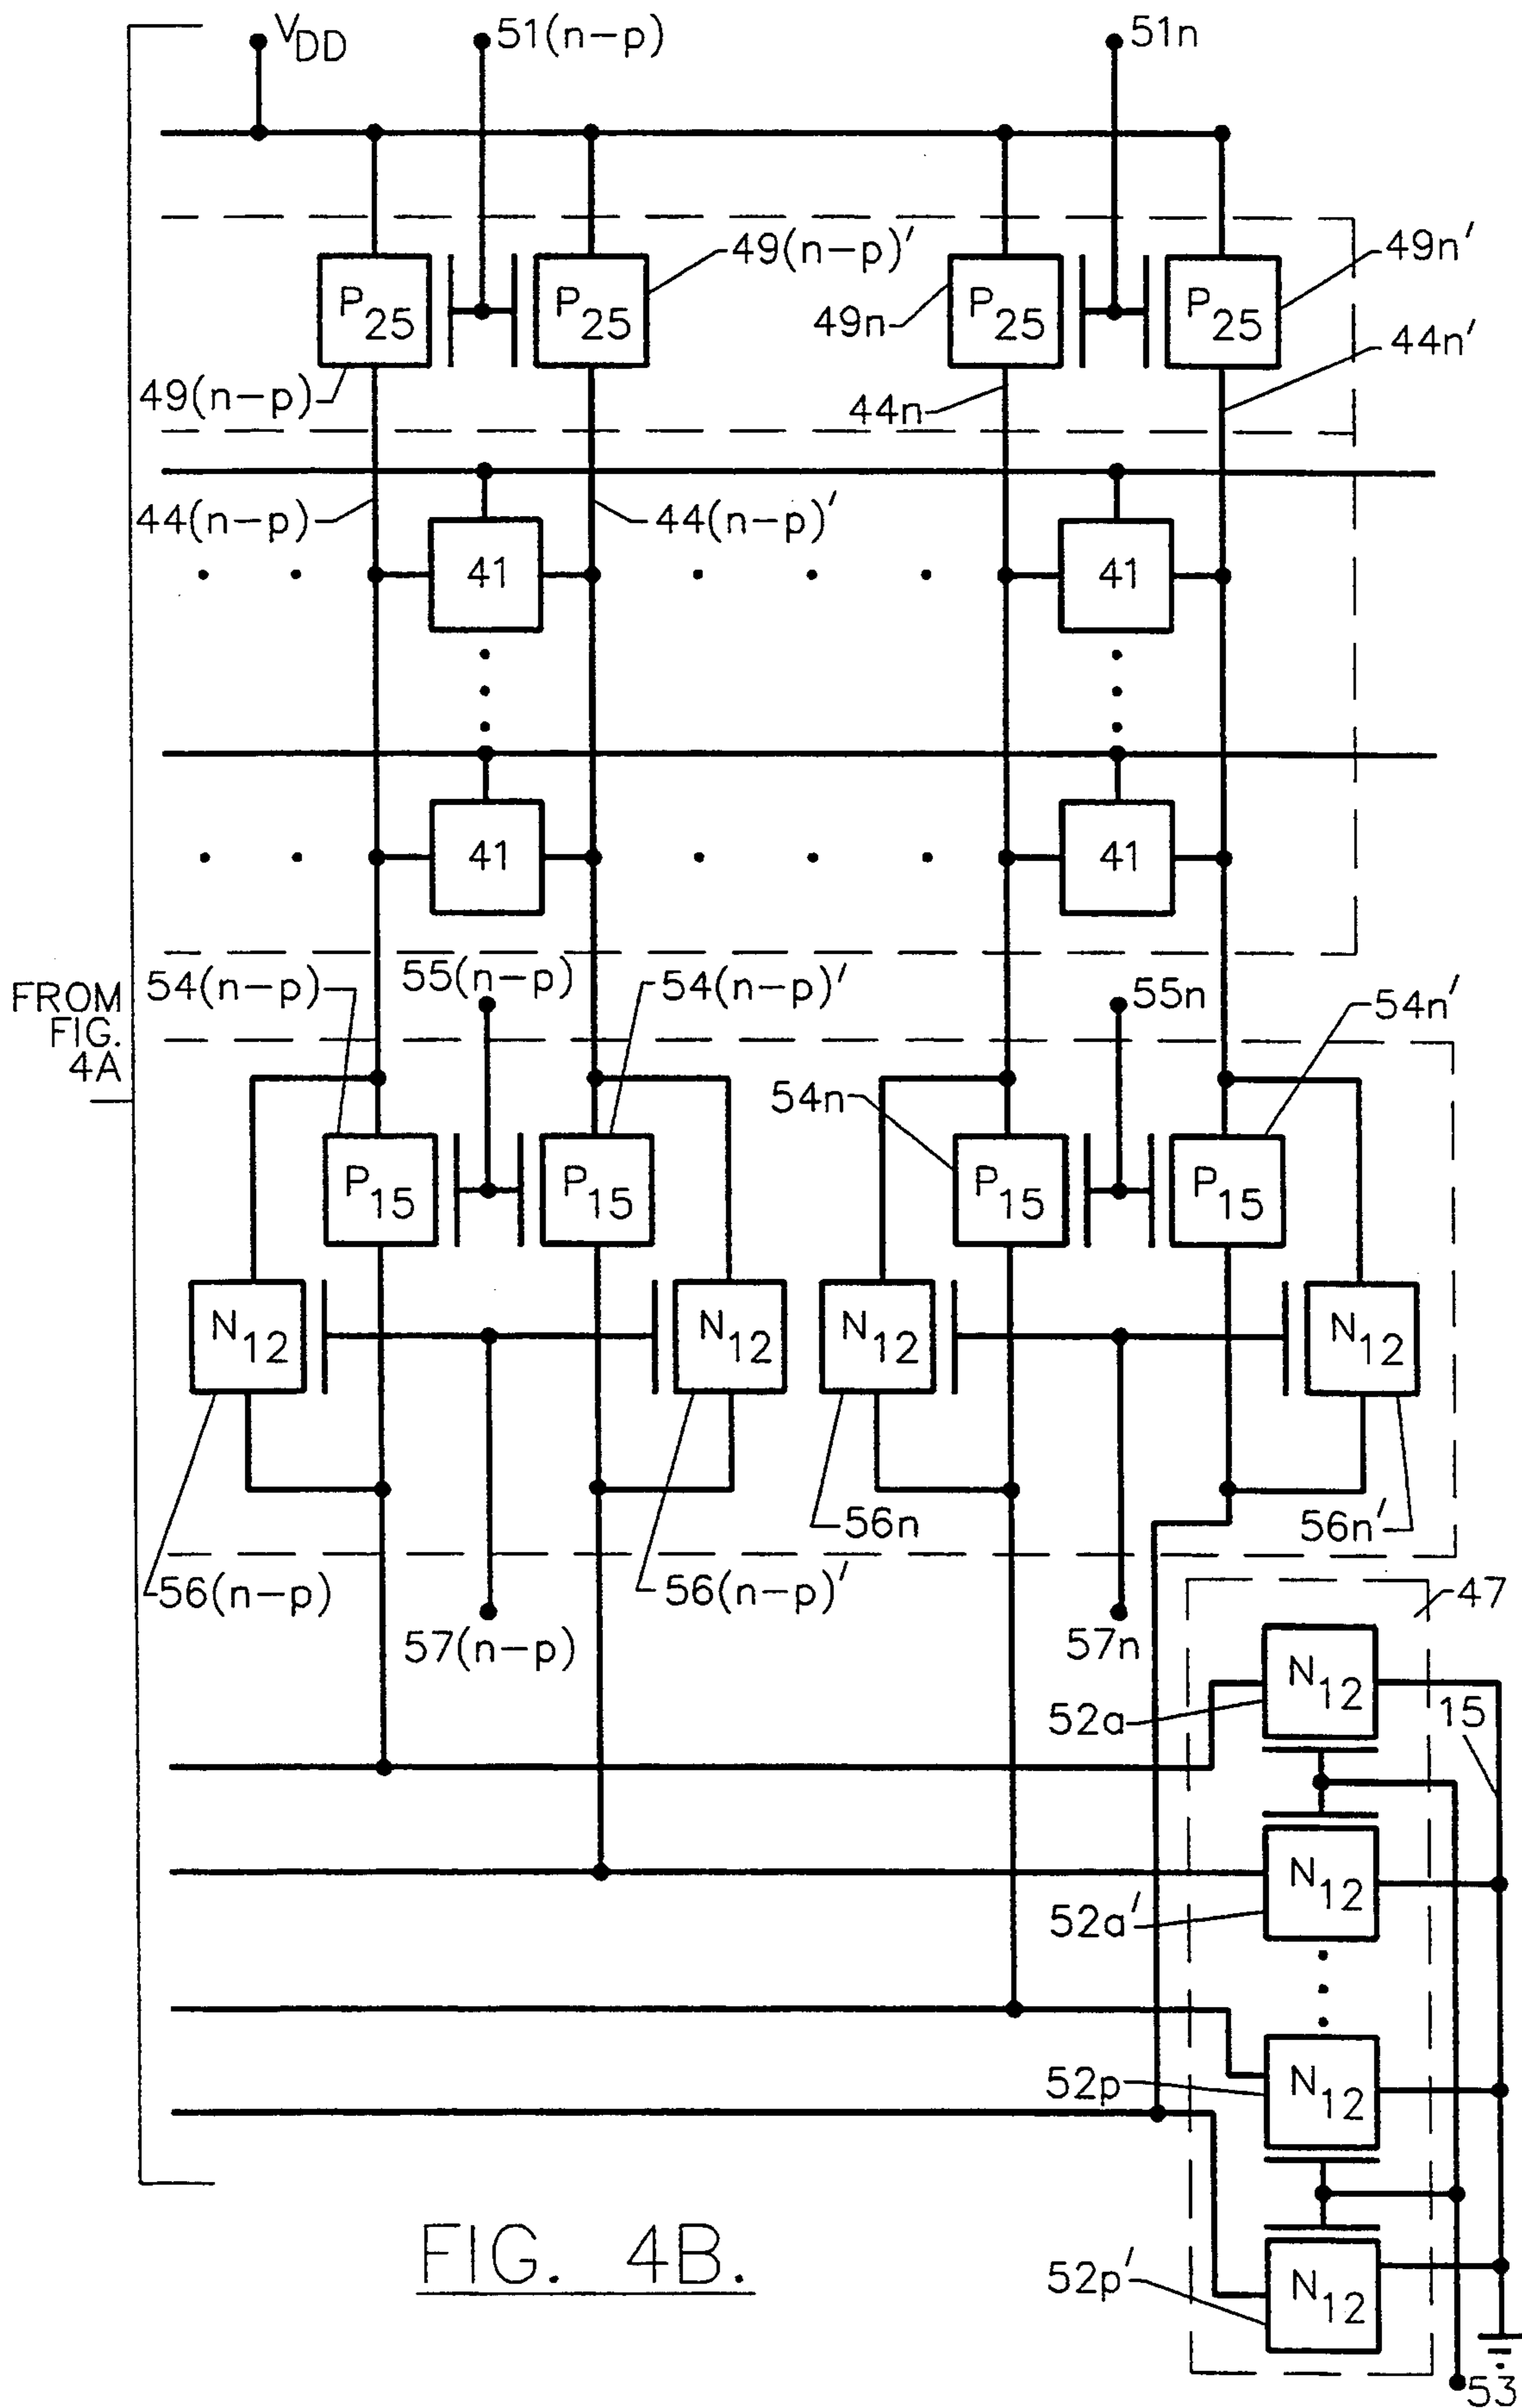 VDD 51(n-p) 51n
49(n-p)' 49n'
P25 P25 P25 P25
49n
44n'
49(n-p) 44n
44(n-p) 44(n-p)'
41 41
41 41
FROM FIG. 4A
54(n-p) 55(n-p) 54(n-p)' 55n 54n'
54n
P15 P15 P15 P15
N12 N12 N12 N12
56n 56n'
56(n-p) 56(n-p)' 47
57(n-p) 57n
N12
52a 15
N12
52a'
52p N12
FIG. 4B.
52p' N12
53